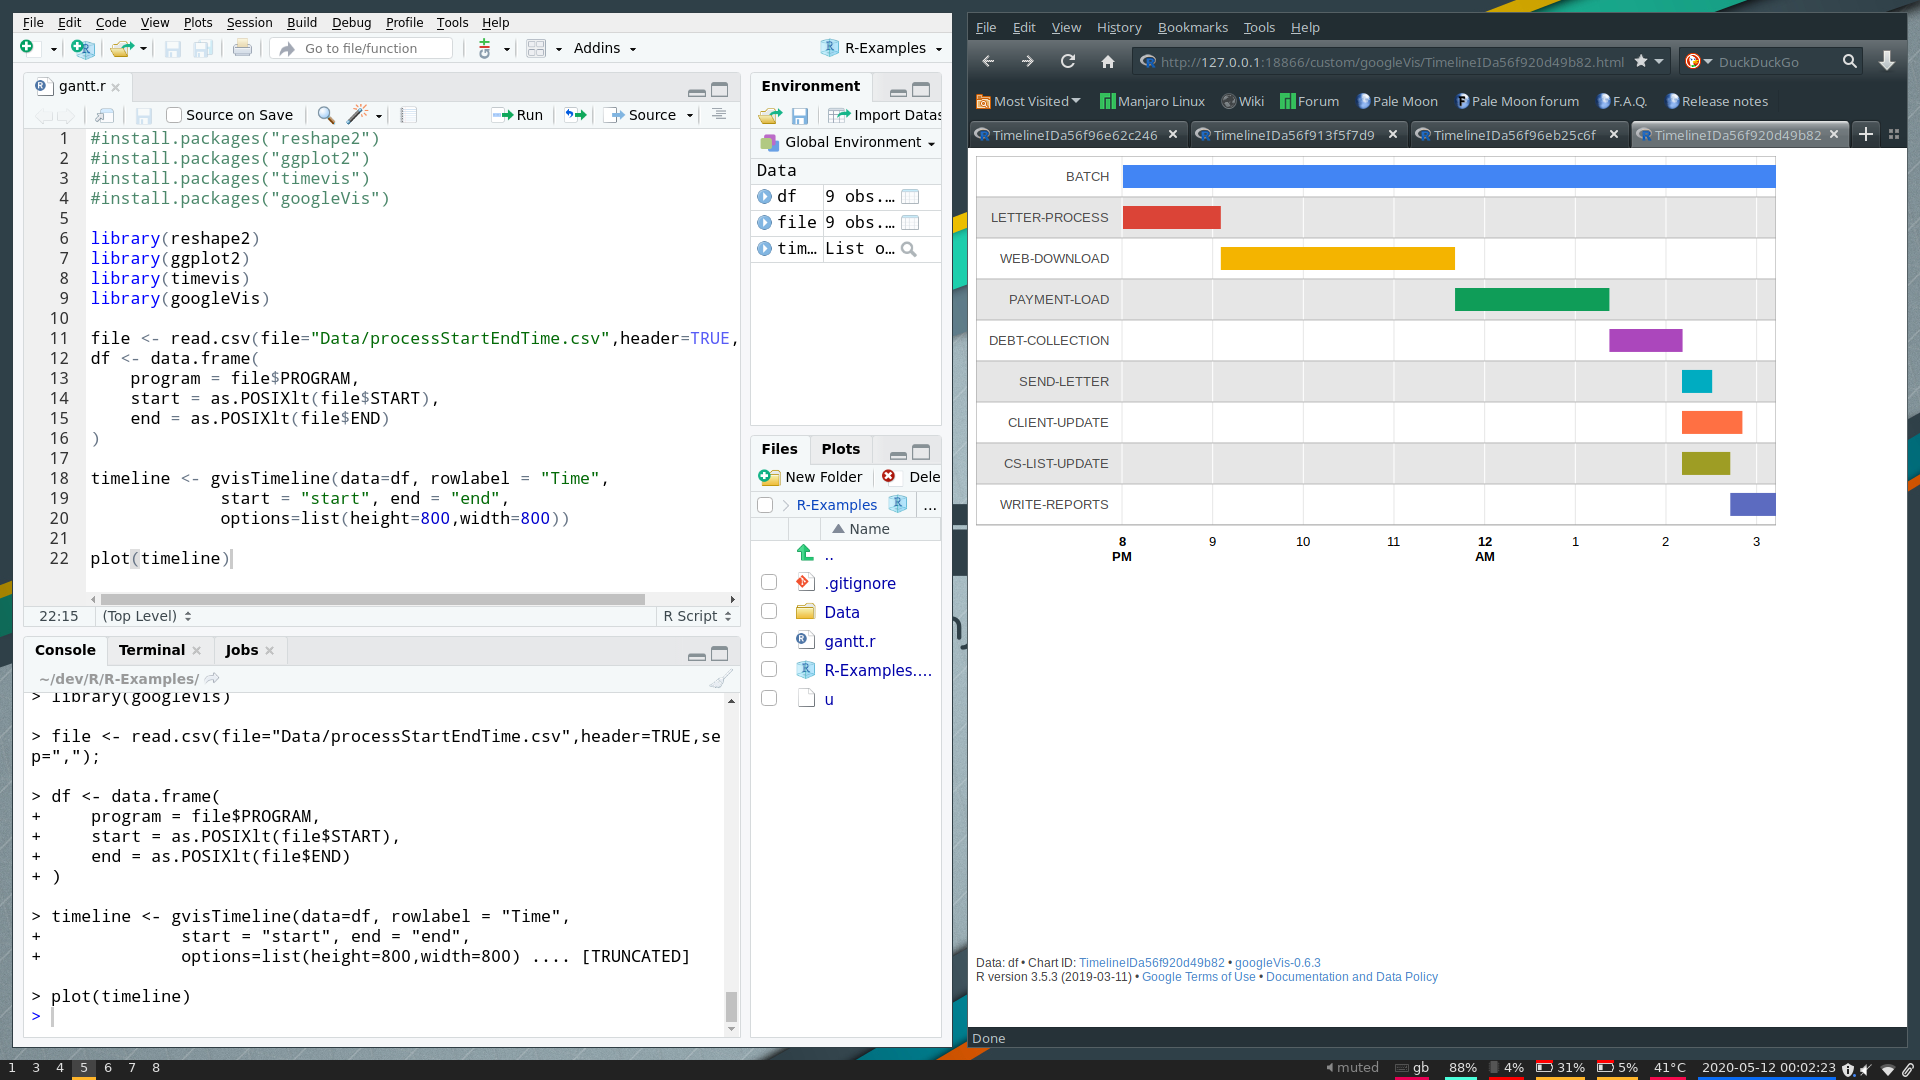 File Edit Code View Plots Session Build Debug Profile Tools Help
Go to file/function Addins R-Examples
gantt.r
Source on Save Run Source
1 #install.packages("reshape2")
2 #install.packages("ggplot2")
3 #install.packages("timevis")
4 #install.packages("googleVis")
5
6 library(reshape2)
7 library(ggplot2)
8 library(timevis)
9 library(googleVis)
10
11 file <- read.csv(file="Data/processStartEndTime.csv",header=TRUE,
12 df <- data.frame(
13 program = file$PROGRAM,
14 start = as.POSIXlt(file$START),
15 end = as.POSIXlt(file$END)
16 )
17
18 timeline <- gvisTimeline(data=df, rowlabel = "Time",
19 start = "start", end = "end",
20 options=list(height=800,width=800))
21
22 plot(timeline)
22:15 (Top Level) R Script
Console Terminal Jobs
~/dev/R/R-Examples/
> library(googleVis)
> file <- read.csv(file="Data/processStartEndTime.csv",header=TRUE,se
p=",");
> df <- data.frame(
+ program = file$PROGRAM,
+ start = as.POSIXlt(file$START),
+ end = as.POSIXlt(file$END)
+ )
> timeline <- gvisTimeline(data=df, rowlabel = "Time",
+ start = "start", end = "end",
+ options=list(height=800,width=800) .... [TRUNCATED]
> plot(timeline)
>
Environment
Import Datas
Global Environment
Data
df 9 obs.…
file 9 obs.…
tim… List o…
Files Plots
New Folder Dele
R-Examples ...
Name
..
.gitignore
Data
gantt.r
R-Examples.…
u
File Edit View History Bookmarks Tools Help
http://127.0.0.1:18866/custom/googleVis/TimelineIDa56f920d49b82.html DuckDuckGo
Most Visited Manjaro Linux Wiki Forum Pale Moon Pale Moon forum F.A.Q. Release notes
TimelineIDa56f96e62c246 TimelineIDa56f913f5f7d9 TimelineIDa56f96eb25c6f TimelineIDa56f920d49b82
BATCH
LETTER-PROCESS
WEB-DOWNLOAD
PAYMENT-LOAD
DEBT-COLLECTION
SEND-LETTER
CLIENT-UPDATE
CS-LIST-UPDATE
WRITE-REPORTS
8 9 10 11 12 1 2 3
PM AM
Data: df • Chart ID: TimelineIDa56f920d49b82 • googleVis-0.6.3
R version 3.5.3 (2019-03-11) • Google Terms of Use • Documentation and Data Policy
Done
1 3 4 5 6 7 8 muted gb 88% 4% 31% 5% 41°C 2020-05-12 00:02:23